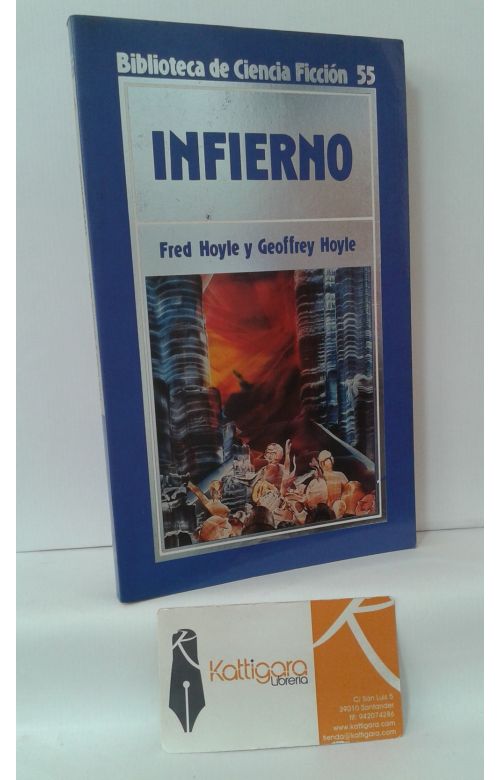 Biblioteca de Ciencia Ficción 55
INFIERNO
Fred Hoyle y Geoffrey Hoyle
Kattigara
Librería
C/ San Luis 5
39010 Santander
tlf: 942074286
www.kattigara.com
tienda@kattigara.com